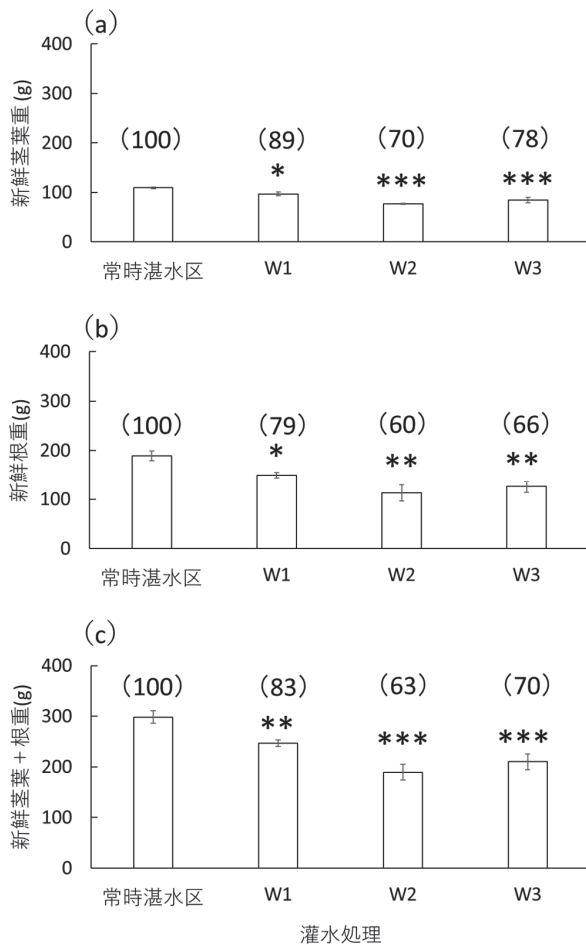 (a)
新鮮茎葉重 (g)
400
300
200
100
0
（100）
（89）
（70）
（78）
*
***
***
常時湛水区
W1
W2
W3
（b）
新鮮根重(g)
400
300
200
100
0
（100）
（79）
（60）
（66）
*
**
**
常時湛水区
W1
W2
W3
（c）
新鮮茎葉＋根重(g)
400
300
200
100
0
（100）
（83）
（63）
（70）
**
***
***
常時湛水区
W1
W2
W3
灌水処理